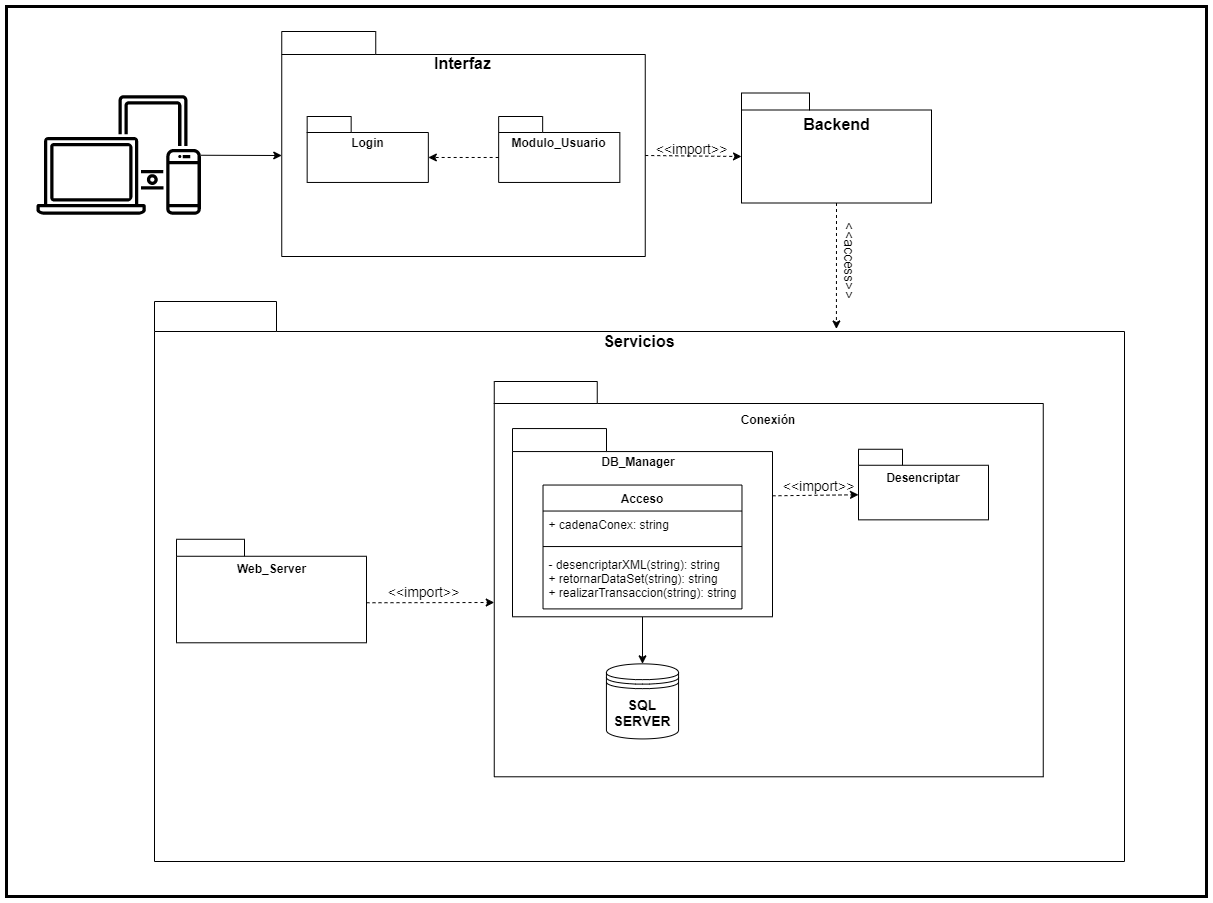 Interfaz
Login
Modulo_Usuario
<<import>>
Backend
<<access>>
Servicios
Conexión
DB_Manager
Acceso
+ cadenaConex: string
- desencriptarXML(string): string
+ retornarDataSet(string): string
+ realizarTransaccion(string): string
<<import>>
Desencriptar
Web_Server
<<import>>
SQL
SERVER